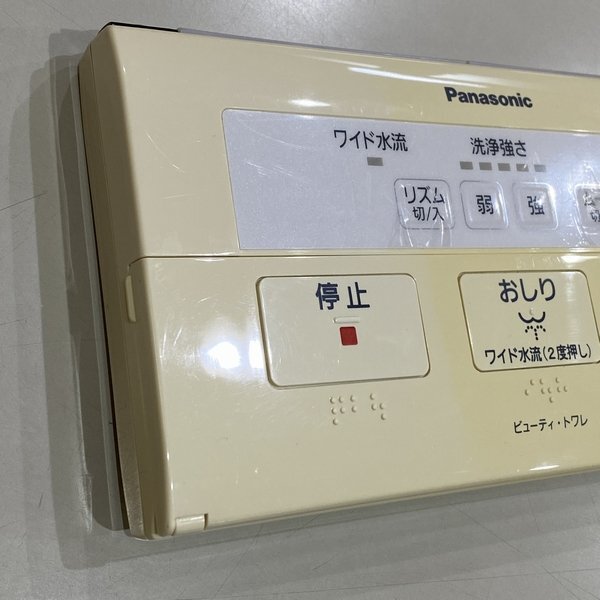 Panasonic
ワイド水流
洗浄強さ
リズム
切/入
弱
強
停止
おしり
ワイド水流(2度押し)
ビューティ・トワレ